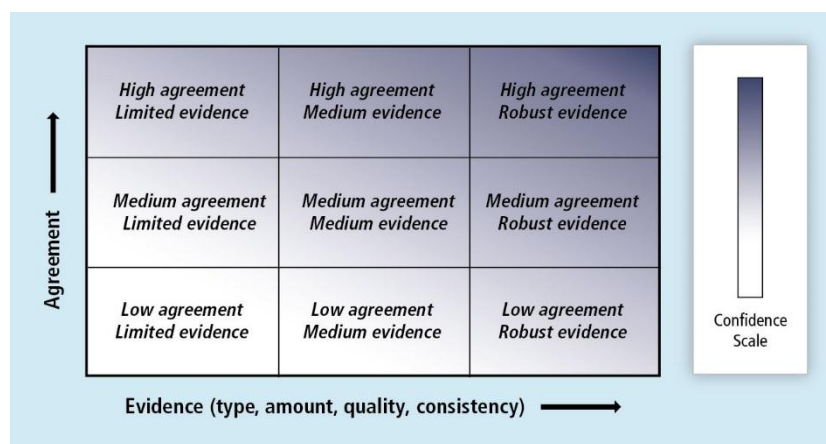 High agreement
Limited evidence
High agreement
Medium evidence
High agreement
Robust evidence
Medium agreement
Limited evidence
Medium agreement
Medium evidence
Medium agreement
Robust evidence
Low agreement
Limited evidence
Low agreement
Medium evidence
Low agreement
Robust evidence
Agreement
Evidence (type, amount, quality, consistency)
Confidence
Scale